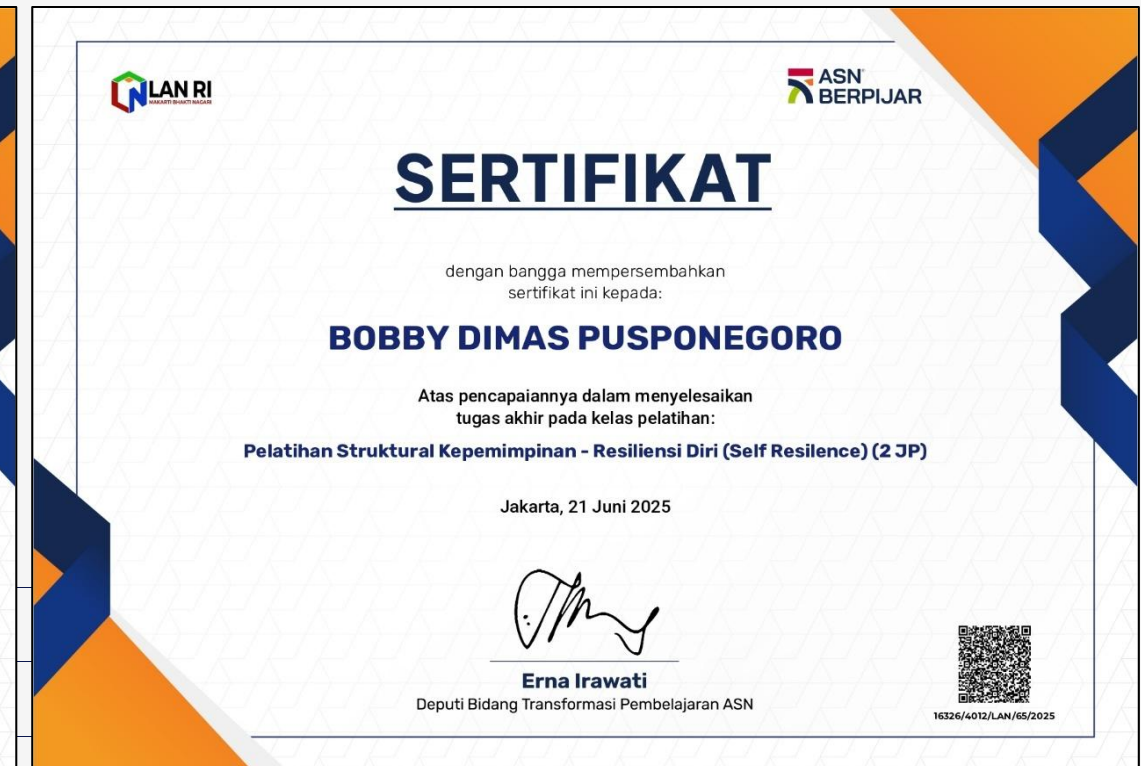 LAN RI
MAKARTI BHAKTI NAGARI
ASN
BERPIJAR
SERTIFIKAT
dengan bangga mempersembahkan
sertifikat ini kepada:
BOBBY DIMAS PUSPONEGORO
Atas pencapaiannya dalam menyelesaikan
tugas akhir pada kelas pelatihan:
Pelatihan Struktural Kepemimpinan - Resiliensi Diri (Self Resilence) (2 JP)
Jakarta, 21 Juni 2025
Erna Irawati
Deputi Bidang Transformasi Pembelajaran ASN
16326/4012/LAN/65/2025